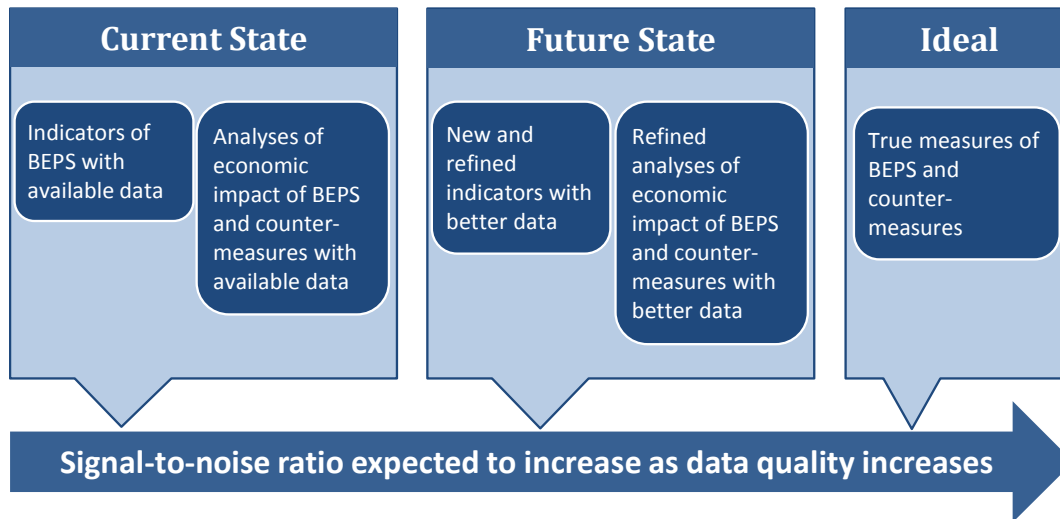 Current State
Indicators of
BEPS with
available data
Analyses of
economic
impact of BEPS
and counter-
measures with
available data
Future State
New and
refined
indicators with
better data
Refined
analyses of
economic
impact of BEPS
and counter-
measures with
better data
Ideal
True measures of
BEPS and
counter-
measures
Signal-to-noise ratio expected to increase as data quality increases